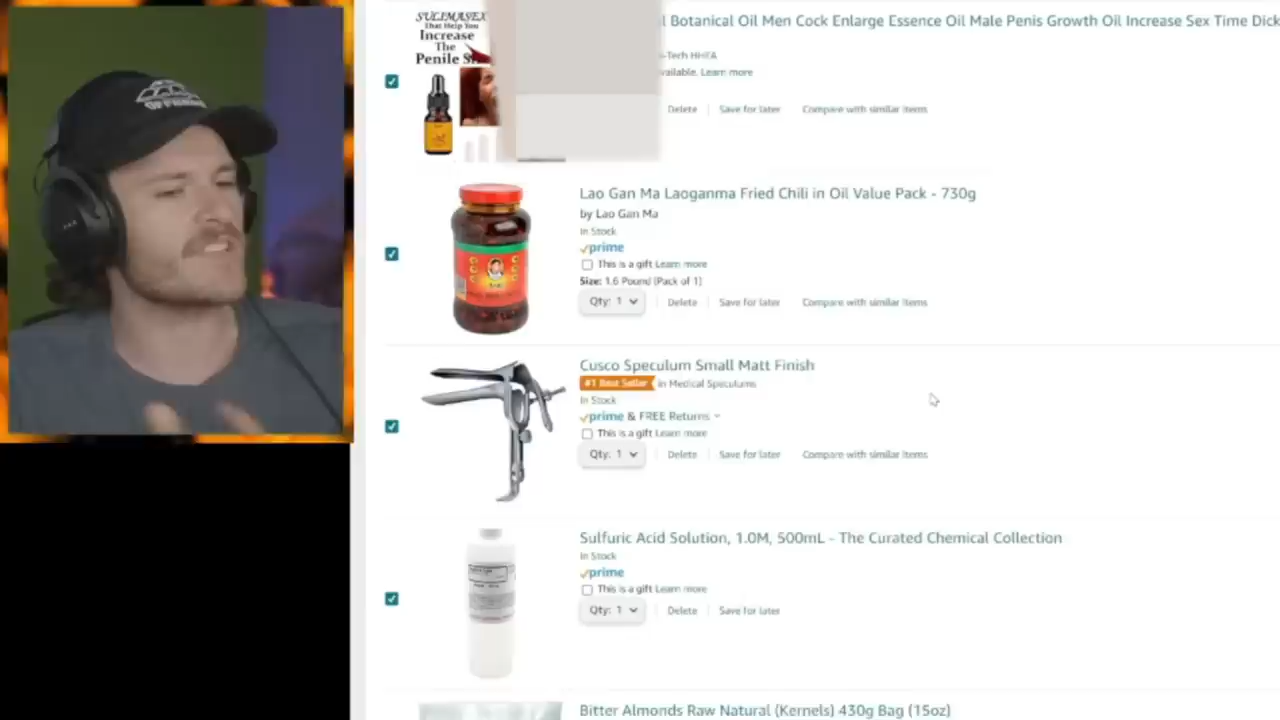 SULIMASEX
That Help You
Increase
The
Penile
l Botanical Oil Men Cock Enlarge Essence Oil Male Penis Growth Oil Increase Sex Time Dick
-Tech
vailable. Learn more
Delete | Save for later Compare with similar items
Lao Gan Ma Laoganma Fried Chili in Oil Value Pack - 730g
by Lao Gan Ma
In Stock
prime
This is a gift Learn more
Size: 1.6 Pound (Pack of 1)
Qty: 1 | Delete | Save for later Compare with similar items
Cusco Speculum Small Matt Finish
#1 Best Seller in Medical Speculums
In Stock
prime & FREE Returns
This is a gift Learn more
Qty: 1 | Delete | Save for later Compare with similar items
Sulfuric Acid Solution, 1.0M, 500mL - The Curated Chemical Collection
In Stock
prime
This is a gift Learn more
Qty: 1 | Delete | Save for later
Bitter Almonds Raw Natural (Kernels) 430g Bag (15oz)